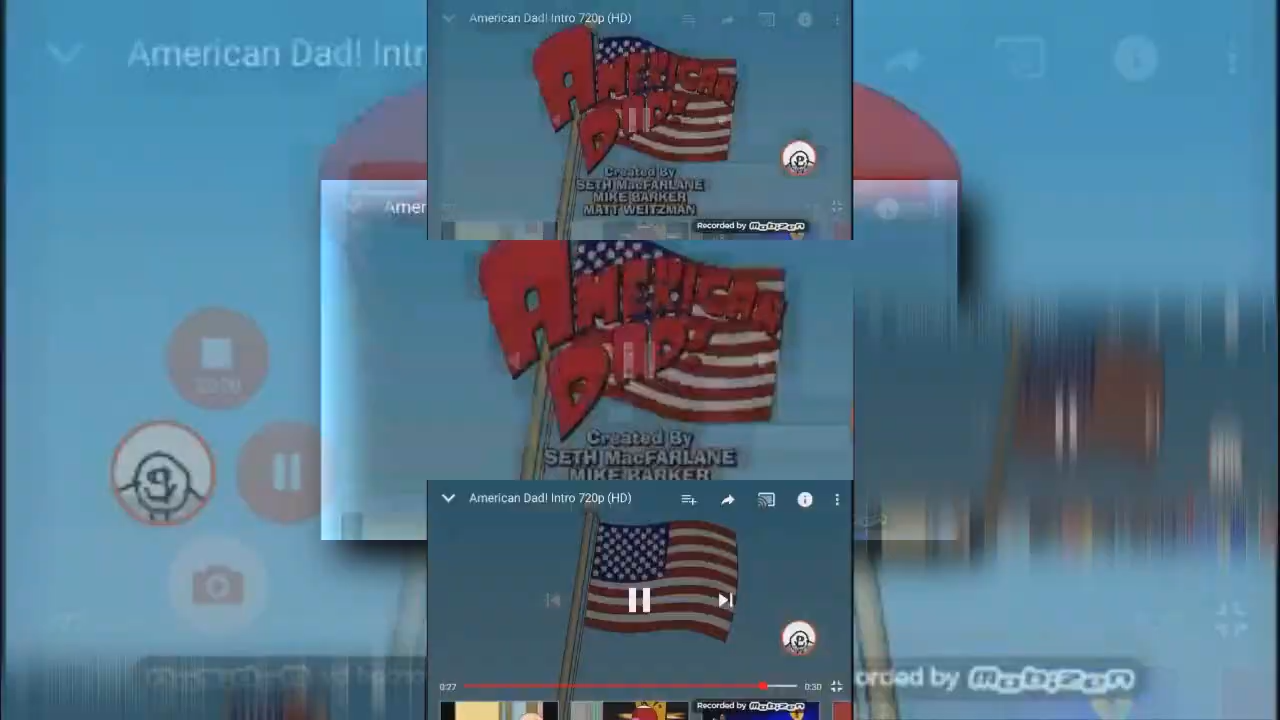 American Dad! Intro 720p (HD)
American Dad! Intr
AMERICAN
DAD!
Created By
SETH MacFARLANE
MIKE BARKER
MATT WEITZMAN
Recorded by Mobizen
Amer
AMERICAN
DAD!
Created By
SETH MacFARLANE
MIKE BARKER
American Dad! Intro 720p (HD)
0:27
0:30
orded by Mobizen
Recorded by Mobizen